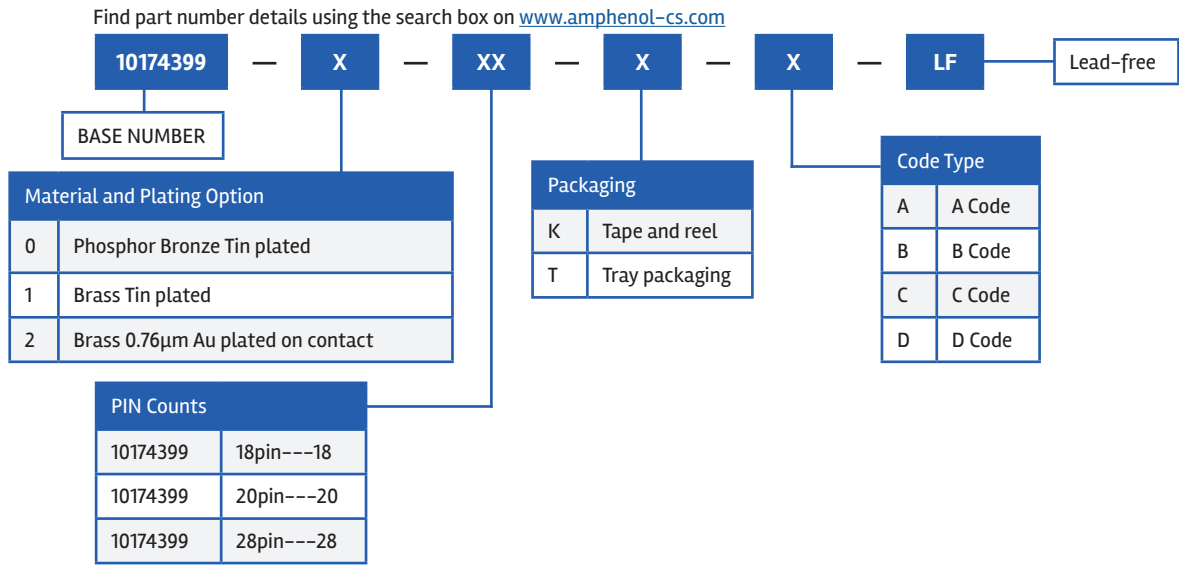 Find part number details using the search box on www.amphenol-cs.com
10174399 — X — XX — X — X — LF Lead-free
BASE NUMBER
Material and Plating Option
0 Phosphor Bronze Tin plated
1 Brass Tin plated
2 Brass 0.76µm Au plated on contact
PIN Counts
10174399 18pin---18
10174399 20pin---20
10174399 28pin---28
Packaging
K Tape and reel
T Tray packaging
Code Type
A A Code
B B Code
C C Code
D D Code